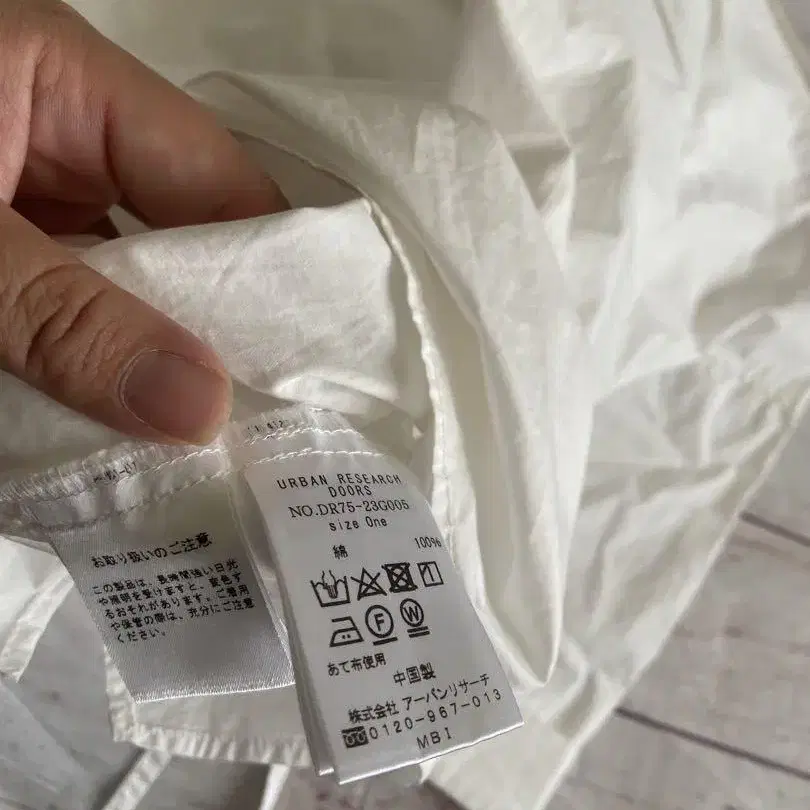 お取り扱いのご注意
この製品は、長時間強い日光
や照明を受けますと、変色す
るおそれがあります。ご着用
や保管の際は、充分にご注意
ください。
URBAN RESEARCH
DOORS
NO.DR75-23G005
size One
綿 100%
F W
あて布使用
中国製
株式会社 アーバンリサーチ
0120-967-013
MBI